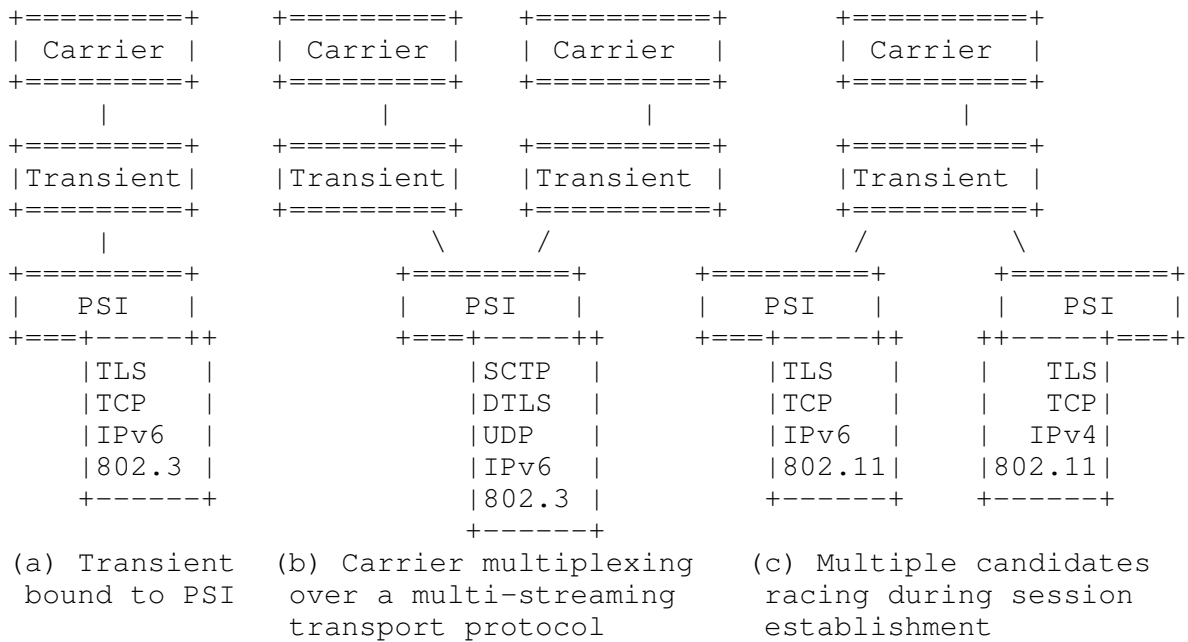 +=========+    +=========+   +==========+      +==========+
| Carrier |    | Carrier |   | Carrier  |      | Carrier  |
+=========+    +=========+   +==========+      +==========+
     |              |              |                 |
+=========+    +=========+   +==========+      +==========+
|Transient|    |Transient|   |Transient |      |Transient |
+=========+    +=========+   +==========+      +==========+
     |                  \     /                 /        \
+=========+           +=========+      +=========+      +=========+
|   PSI   |           |   PSI   |      |   PSI   |      |   PSI   |
+===+-----++          +===+-----++     +===+-----++    ++-----+===+
    |TLS   |              |SCTP  |         |TLS   |    |   TLS|
    |TCP   |              |DTLS  |         |TCP   |    |   TCP|
    |IPv6  |              |UDP   |         |IPv6  |    |  IPv4|
    |802.3 |              |IPv6  |         |802.11|    |802.11|
    +------+              |802.3 |         +------+    +------+
                          +------+
(a) Transient  (b) Carrier multiplexing   (c) Multiple candidates
 bound to PSI   over a multi-streaming     racing during session
                transport protocol         establishment